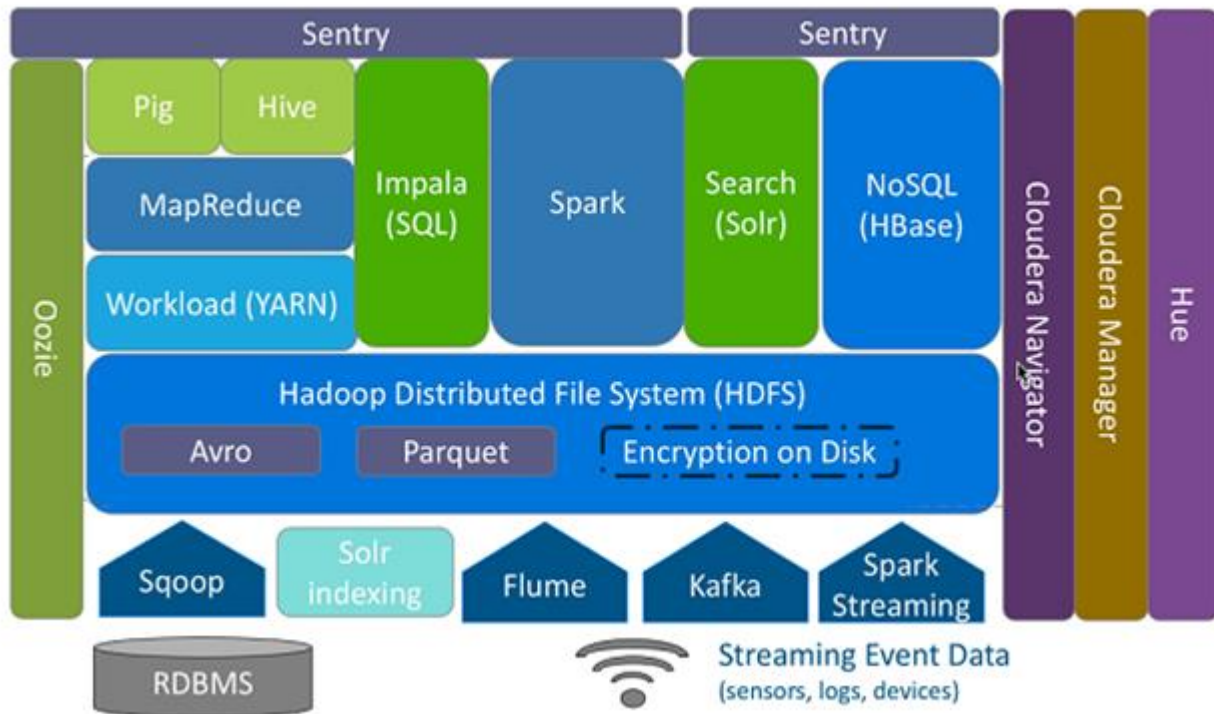 Sentry
Sentry
Oozie
Pig
Hive
MapReduce
Workload (YARN)
Impala
(SQL)
Spark
Search
(Solr)
NoSQL
(HBase)
Cloudera Navigator
Cloudera Manager
Hue
Hadoop Distributed File System (HDFS)
Avro
Parquet
Encryption on Disk
Sqoop
Solr
indexing
Flume
Kafka
Spark
Streaming
RDBMS
Streaming Event Data
(sensors, logs, devices)